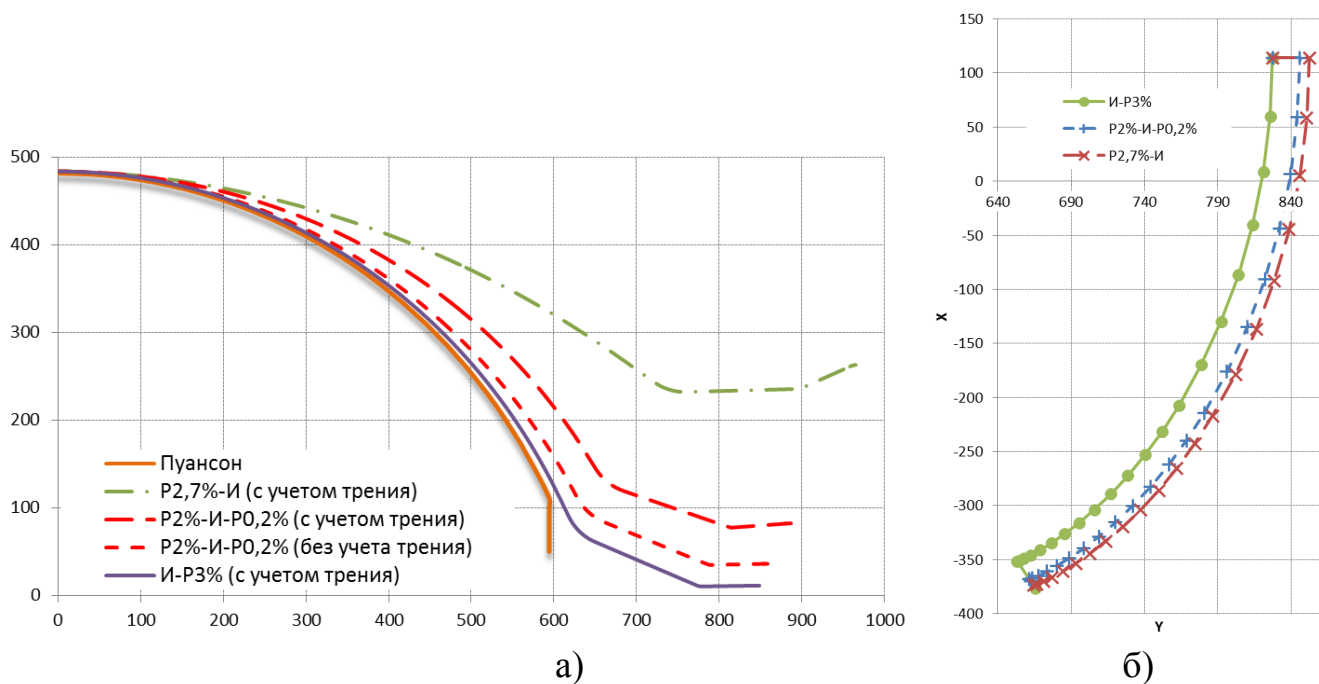 500
400
300
200
100
0
0 100 200 300 400 500 600 700 800 900 1000
Пуансон
Р2,7%-И (с учетом трения)
Р2%-И-Р0,2% (с учетом трения)
Р2%-И-Р0,2% (без учета трения)
И-Р3% (с учетом трения)
а)
150
100
50
0
-50
-100
-150
-200
-250
-300
-350
-400
640 690 740 790 840
И-Р3%
Р2%-И-Р0,2%
Р2,7%-И
X
Y
б)